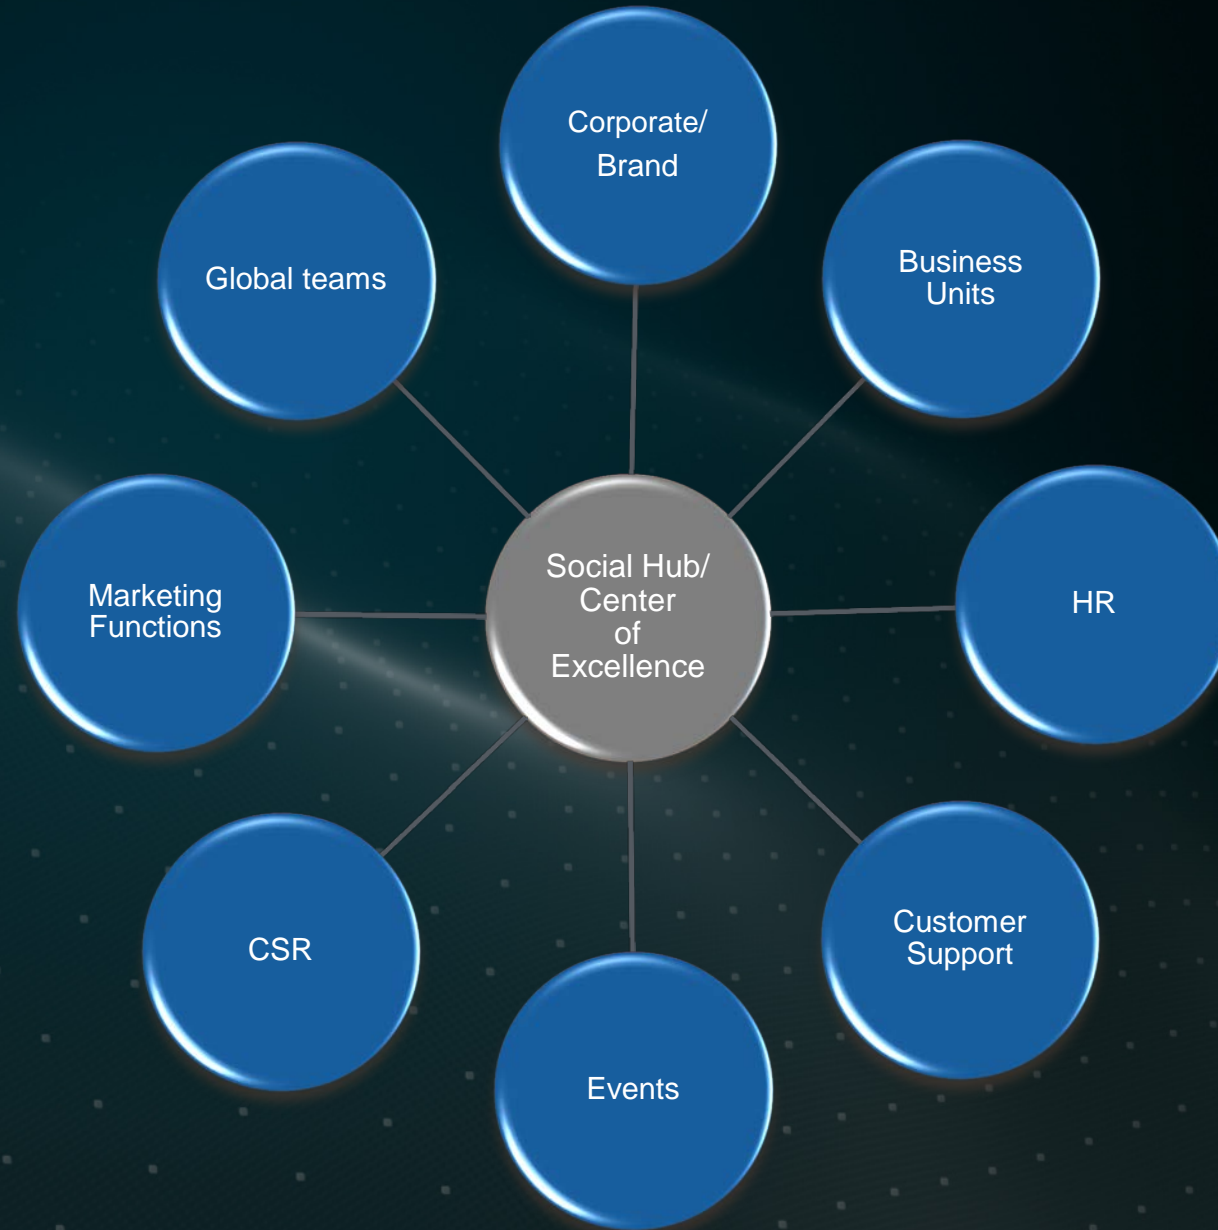 Corporate/
Brand
Global teams
Business
Units
Marketing
Functions
Social Hub/
Center
of
Excellence
HR
CSR
Customer
Support
Events